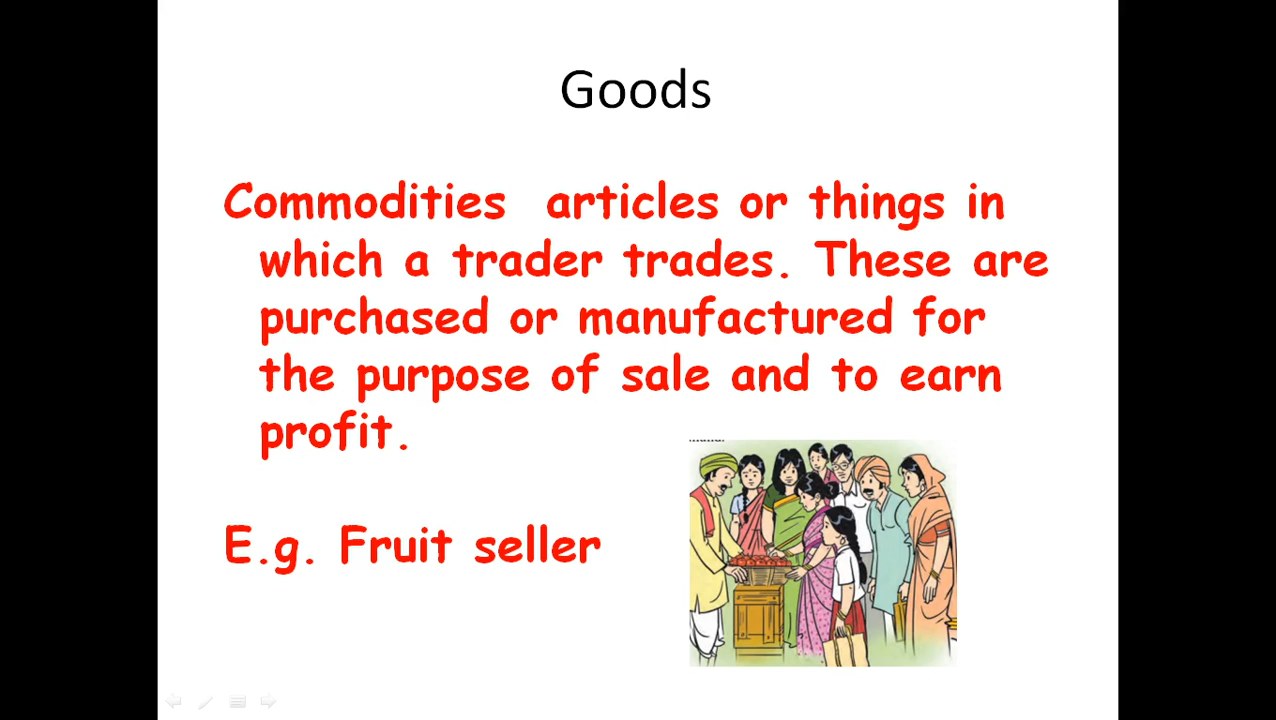 Goods
Commodities articles or things in
which a trader trades. These are
purchased or manufactured for
the purpose of sale and to earn
profit.
E.g. Fruit seller